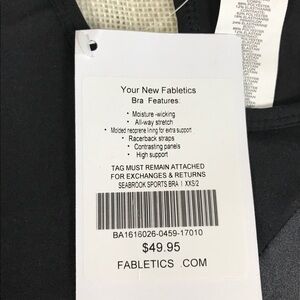 Your New Fabletics
Bra Features:
• Moisture -wicking
• All-way stretch
• Molded neoprene lining for extra support
• Racerback straps
• Contrasting panels
• High support
TAG MUST REMAIN ATTACHED
FOR EXCHANGES & RETURNS
SEABROOK SPORTS BRA | XXS/2
BA1616026-0459-17010
$49.95
FABLETICS .COM